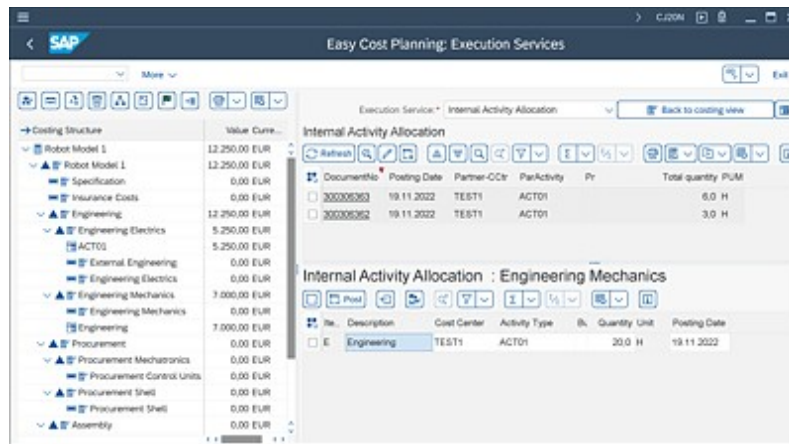 CJ20N
SAP
Easy Cost Planning: Execution Services
More
Exit
Execution Service:* Internal Activity Allocation
Back to costing view
Costing Structure Value Curre...
Robot Model 1 12.250,00 EUR
Robot Model 1 12.250,00 EUR
Specification 0,00 EUR
Insurance Costs 0,00 EUR
Engineering 12.250,00 EUR
Engineering Electrics 5.250,00 EUR
ACT01 5.250,00 EUR
External Engineering 0,00 EUR
Engineering Electrics 0,00 EUR
Engineering Mechanics 7.000,00 EUR
Engineering Mechanics 0,00 EUR
Engineering 7.000,00 EUR
Procurement 0,00 EUR
Procurement Mechatronics 0,00 EUR
Procurement Control Units 0,00 EUR
Procurement Shell 0,00 EUR
Procurement Shell 0,00 EUR
Assembly 0,00 EUR
Internal Activity Allocation
Refresh
DocumentNo Posting Date Partner-CCtr ParActivity Pr Total quantity PUM
300306363 19.11.2022 TEST1 ACT01 6,0 H
300306362 19.11.2022 TEST1 ACT01 3,0 H
Internal Activity Allocation : Engineering Mechanics
Post
Ite.. Description Cost Center Activity Type Quantity Unit Posting Date
E Engineering TEST1 ACT01 20,0 H 19.11.2022